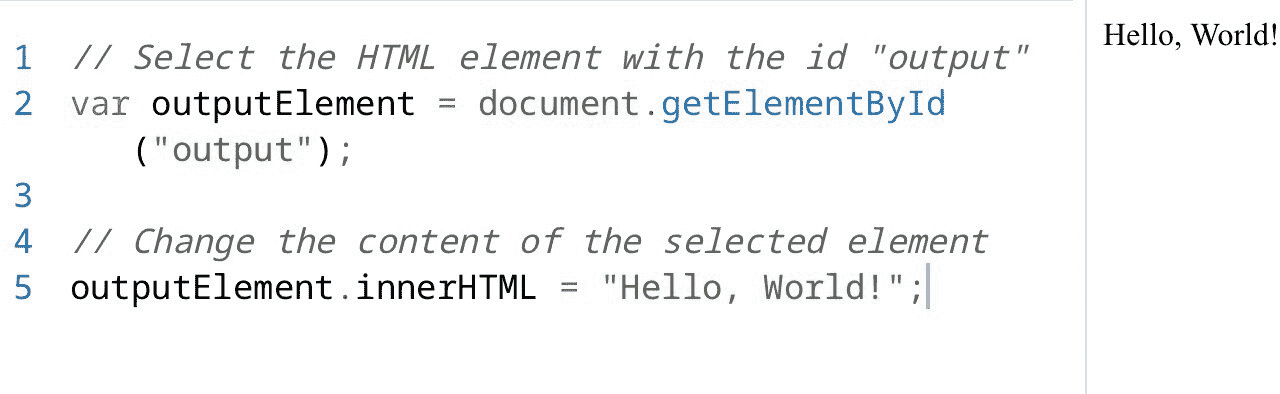 1 // Select the HTML element with the id "output"
2 var outputElement = document.getElementById
("output");
3
4 // Change the content of the selected element
5 outputElement.innerHTML = "Hello, World!";
Hello, World!